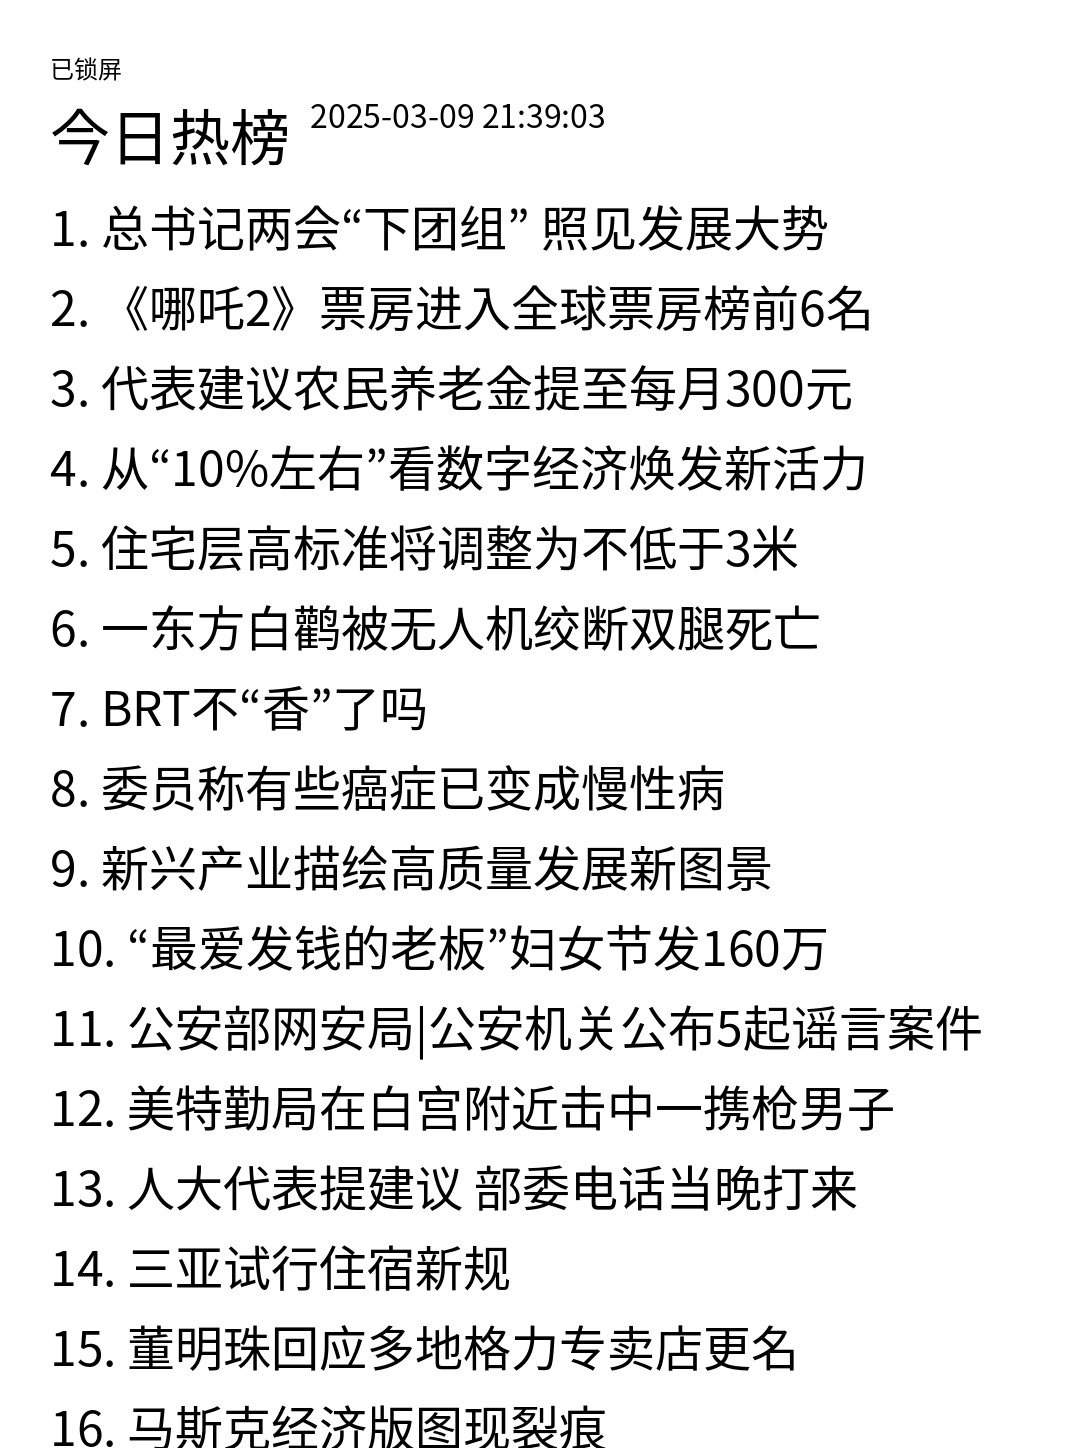 已锁屏
今日热榜 2025-03-09 21:39:03
1. 总书记两会“下团组” 照见发展大势
2. 《哪吒2》票房进入全球票房榜前6名
3. 代表建议农民养老金提至每月300元
4. 从“10%左右”看数字经济焕发新活力
5. 住宅层高标准将调整为不低于3米
6. 一东方白鹳被无人机绞断双腿死亡
7. BRT不“香”了吗
8. 委员称有些癌症已变成慢性病
9. 新兴产业描绘高质量发展新图景
10. “最爱发钱的老板”妇女节发160万
11. 公安部网安局|公安机关公布5起谣言案件
12. 美特勤局在白宫附近击中一携枪男子
13. 人大代表提建议 部委电话当晚打来
14. 三亚试行住宿新规
15. 董明珠回应多地格力专卖店更名
16. 马斯克经济版图现裂痕